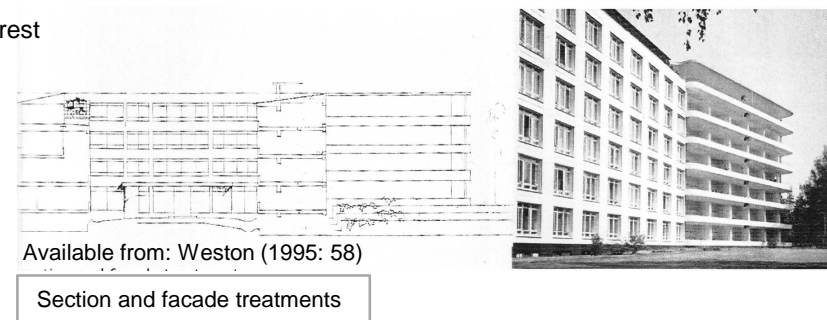 rest
Available from: Weston (1995: 58)
Section and facade treatments